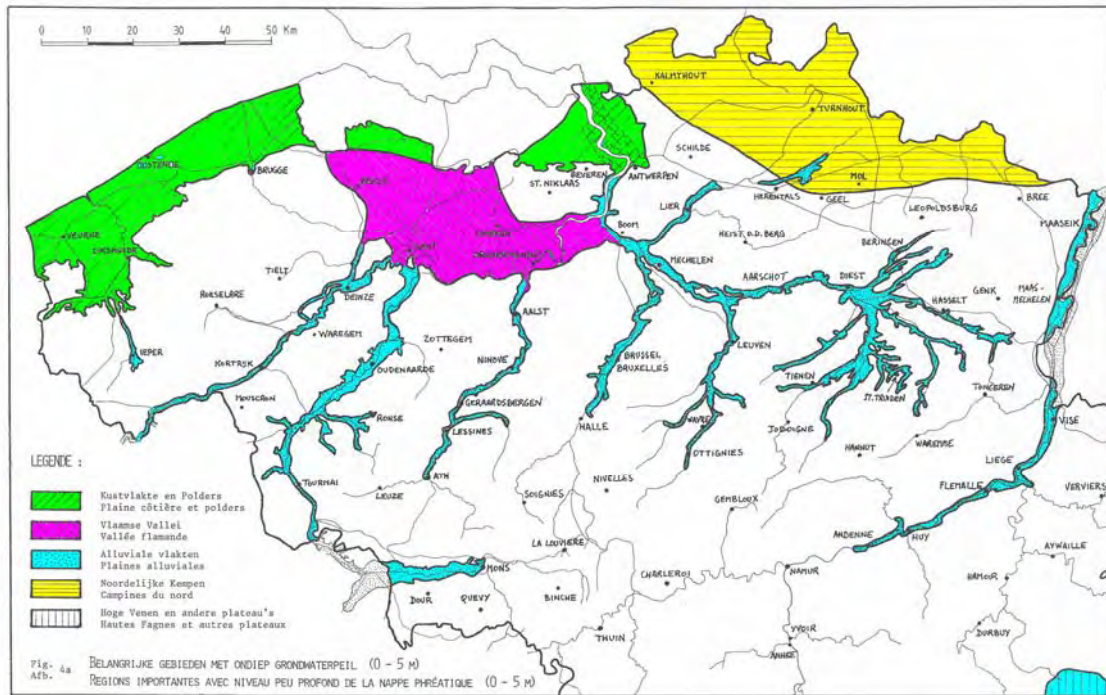 0 10 20 30 40 50 Km
KALMTHOUT
TURNHOUT
OOSTENDE
BRUGGE
SCHILDE
BEVEREN
ANTWERPEN
ST. NIKLAAS
HERENTALS
GEEL
MOL
BREE
LIER
LEOPOLDSBURG
MAASEIK
VEURNE
DIKSMUIDE
GENT
BOOM
HEIST O.D. BERG
BERINGEN
MECHELEN
TIELT
AARSCHOT
DIEST
DEINZE
HASSELT
GENK
MAAS-
MECHELEN
ROESELARE
AALST
WAREGEM
ZOTTEGEM
LEUVEN
IEPER
KORTRIJK
OUDENAARDE
NINOVE
BRUSSEL
BRUXELLES
TIENEN
ST. TRUIDEN
TONGEREN
MOUSCRON
GERAARDSBERGEN
RONSE
LESSINES
HALLE
WAVRE
JODOIGNE
VISE
OTTIGNIES
HANNUT
WAREMME
LIEGE
LEGENDE :
TOURNAI
LEUZE
ATH
SOIGNIES
NIVELLES
GEMBLOUX
FLEMALLE
VERVIERS
Kustvlakte en Polders
Plaine côtière et polders
Vlaamse Vallei
Vallée flamande
ANDENNE
HUY
LA LOUVIERE
AYWAILLE
Alluviale vlakten
Plaines alluviales
MONS
CHARLEROI
NAMUR
HAMOIR
Noordelijke Kempen
Campines du nord
DOUR
QUEVY
BINCHE
Hoge Venen en andere plateau's
Hautes Fagnes et autres plateaux
THUIN
YVOIR
ANHEE
DURBUY
Fig.
Afb. 4a
BELANGRIJKE GEBIEDEN MET ONDIEP GRONDWATERPEIL (0 - 5 M)
REGIONS IMPORTANTES AVEC NIVEAU PEU PROFOND DE LA NAPPE PHRÉATIQUE (0 - 5 M)